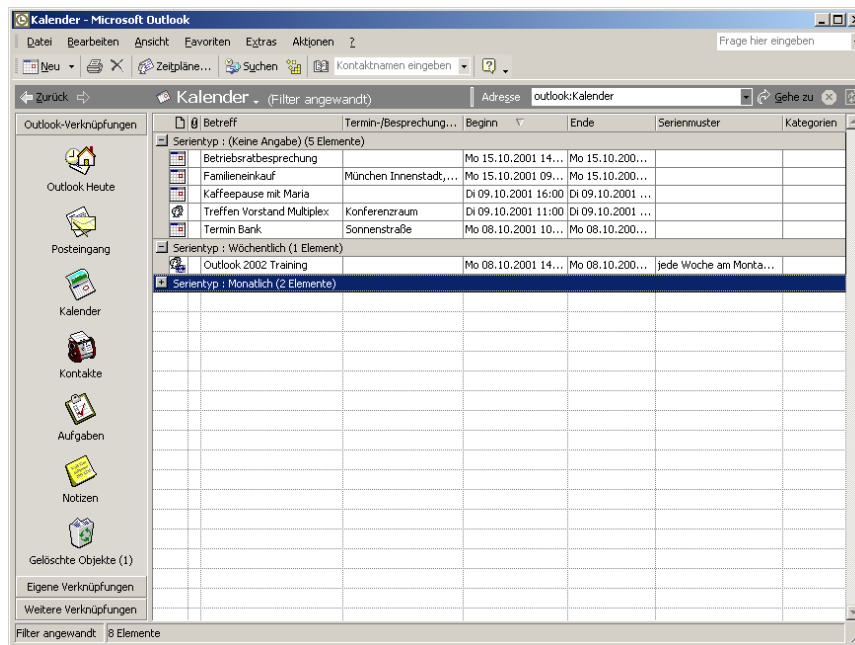 Kalender - Microsoft Outlook
Datei Bearbeiten Ansicht Favoriten Extras Aktionen ? Frage hier eingeben
Neu Zeitpläne... Suchen Kontaktnamen eingeben
Zurück Kalender (Filter angewandt) Adresse outlook:Kalender Gehe zu
Outlook-Verknüpfungen Betreff Termin-/Besprechung... Beginn Ende Serienmuster Kategorien
Serientyp : (Keine Angabe) (5 Elemente)
Betriebsratbesprechung Mo 15.10.2001 14... Mo 15.10.200...
Familieneinkauf München Innenstadt,... Mo 15.10.2001 09... Mo 15.10.200...
Kaffeepause mit Maria Di 09.10.2001 16:00 Di 09.10.2001 ...
Treffen Vorstand Multiplex Konferenzraum Di 09.10.2001 11:00 Di 09.10.2001 ...
Termin Bank Sonnenstraße Mo 08.10.2001 10... Mo 08.10.200...
Serientyp : Wöchentlich (1 Element)
Outlook 2002 Training Mo 08.10.2001 14... Mo 08.10.200... jede Woche am Monta...
Serientyp : Monatlich (2 Elemente)
Outlook Heute
Posteingang
Kalender
Kontakte
Aufgaben
Notizen
Gelöschte Objekte (1)
Eigene Verknüpfungen
Weitere Verknüpfungen
Filter angewandt 8 Elemente